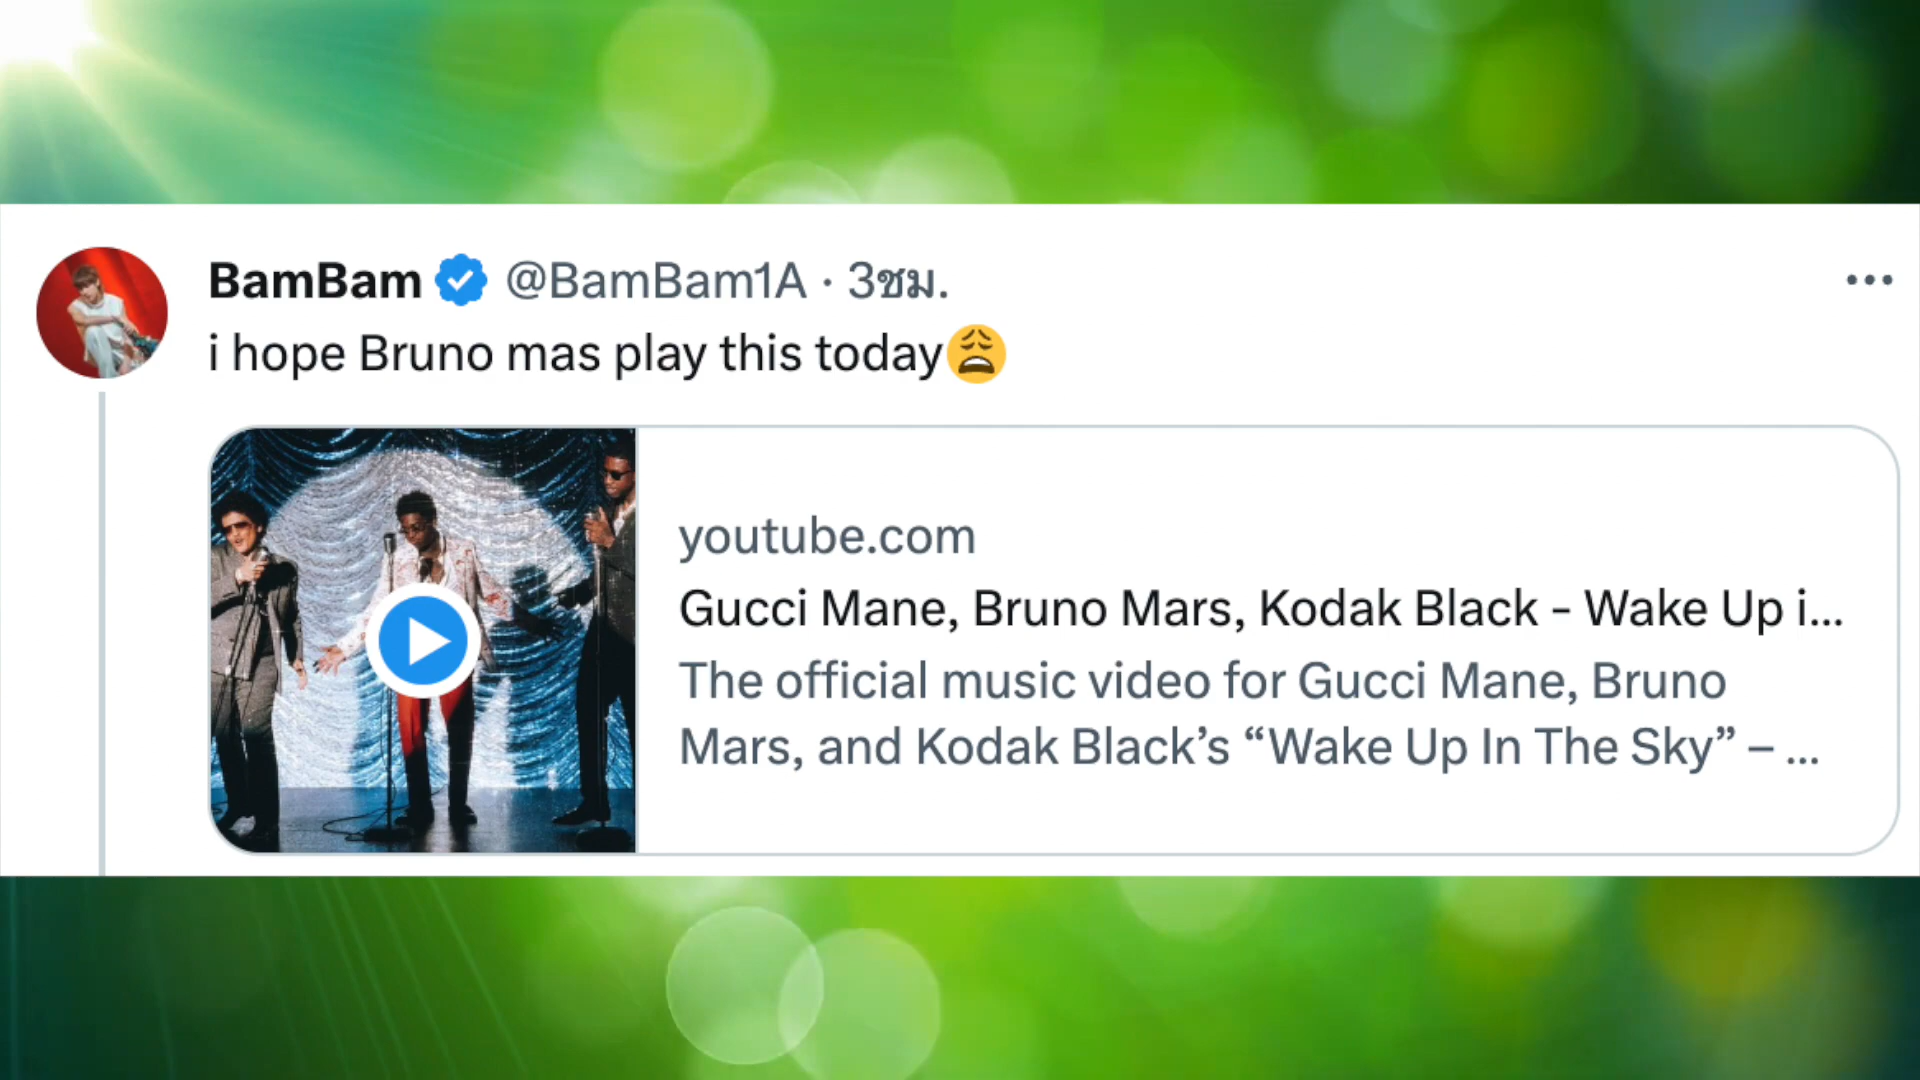 BamBam @BamBam1A · 3ชม.
i hope Bruno mas play this today😩
youtube.com
Gucci Mane, Bruno Mars, Kodak Black - Wake Up i...
The official music video for Gucci Mane, Bruno
Mars, and Kodak Black’s “Wake Up In The Sky” – ...